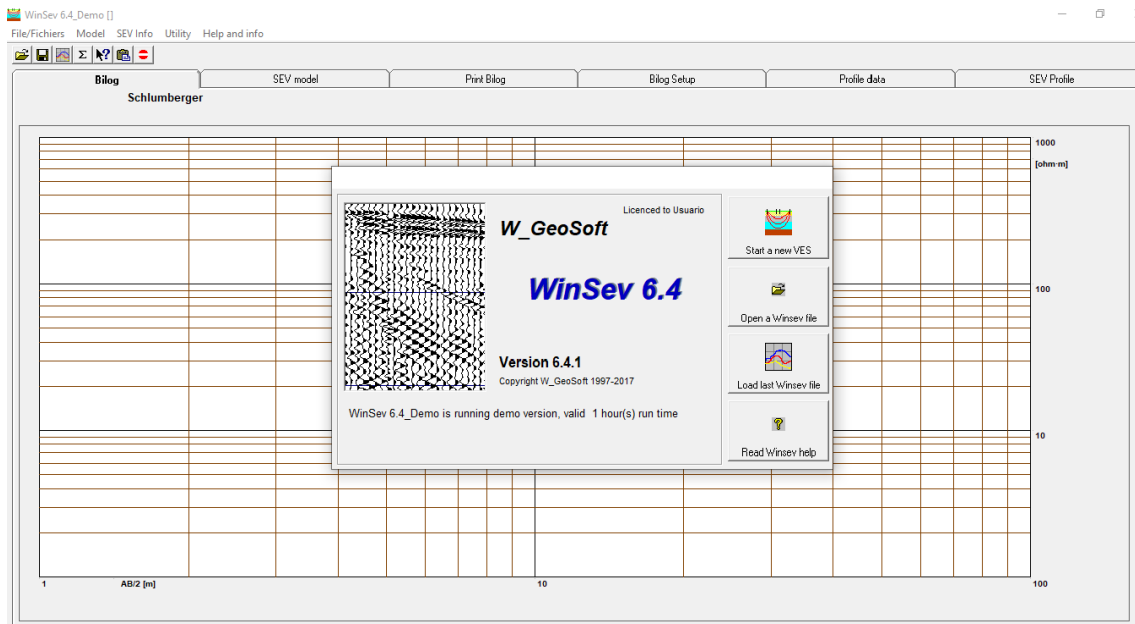 WinSev 6.4_Demo []
File/Fichiers Model SEV Info Utility Help and info
Σ
Bilog SEV model Print Bilog Bilog Setup Profile data SEV Profile
Schlumberger
1000
[ohm·m]
Licenced to Usuario
W_GeoSoft
Start a new VES
WinSev 6.4
100
Open a Winsev file
Version 6.4.1
Copyright W_GeoSoft 1997-2017
Load last Winsev file
WinSev 6.4_Demo is running demo version, valid 1 hour(s) run time
10
Read Winsev help
1 AB/2 [m] 10 100